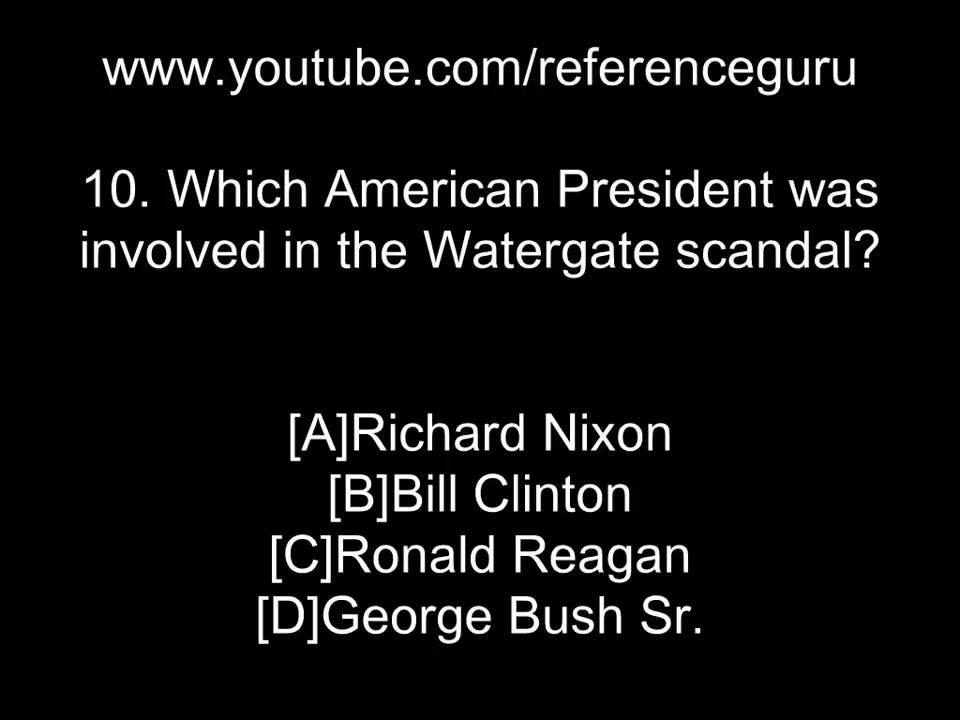 www.youtube.com/referenceguru
10. Which American President was
involved in the Watergate scandal?
[A]Richard Nixon
[B]Bill Clinton
[C]Ronald Reagan
[D]George Bush Sr.